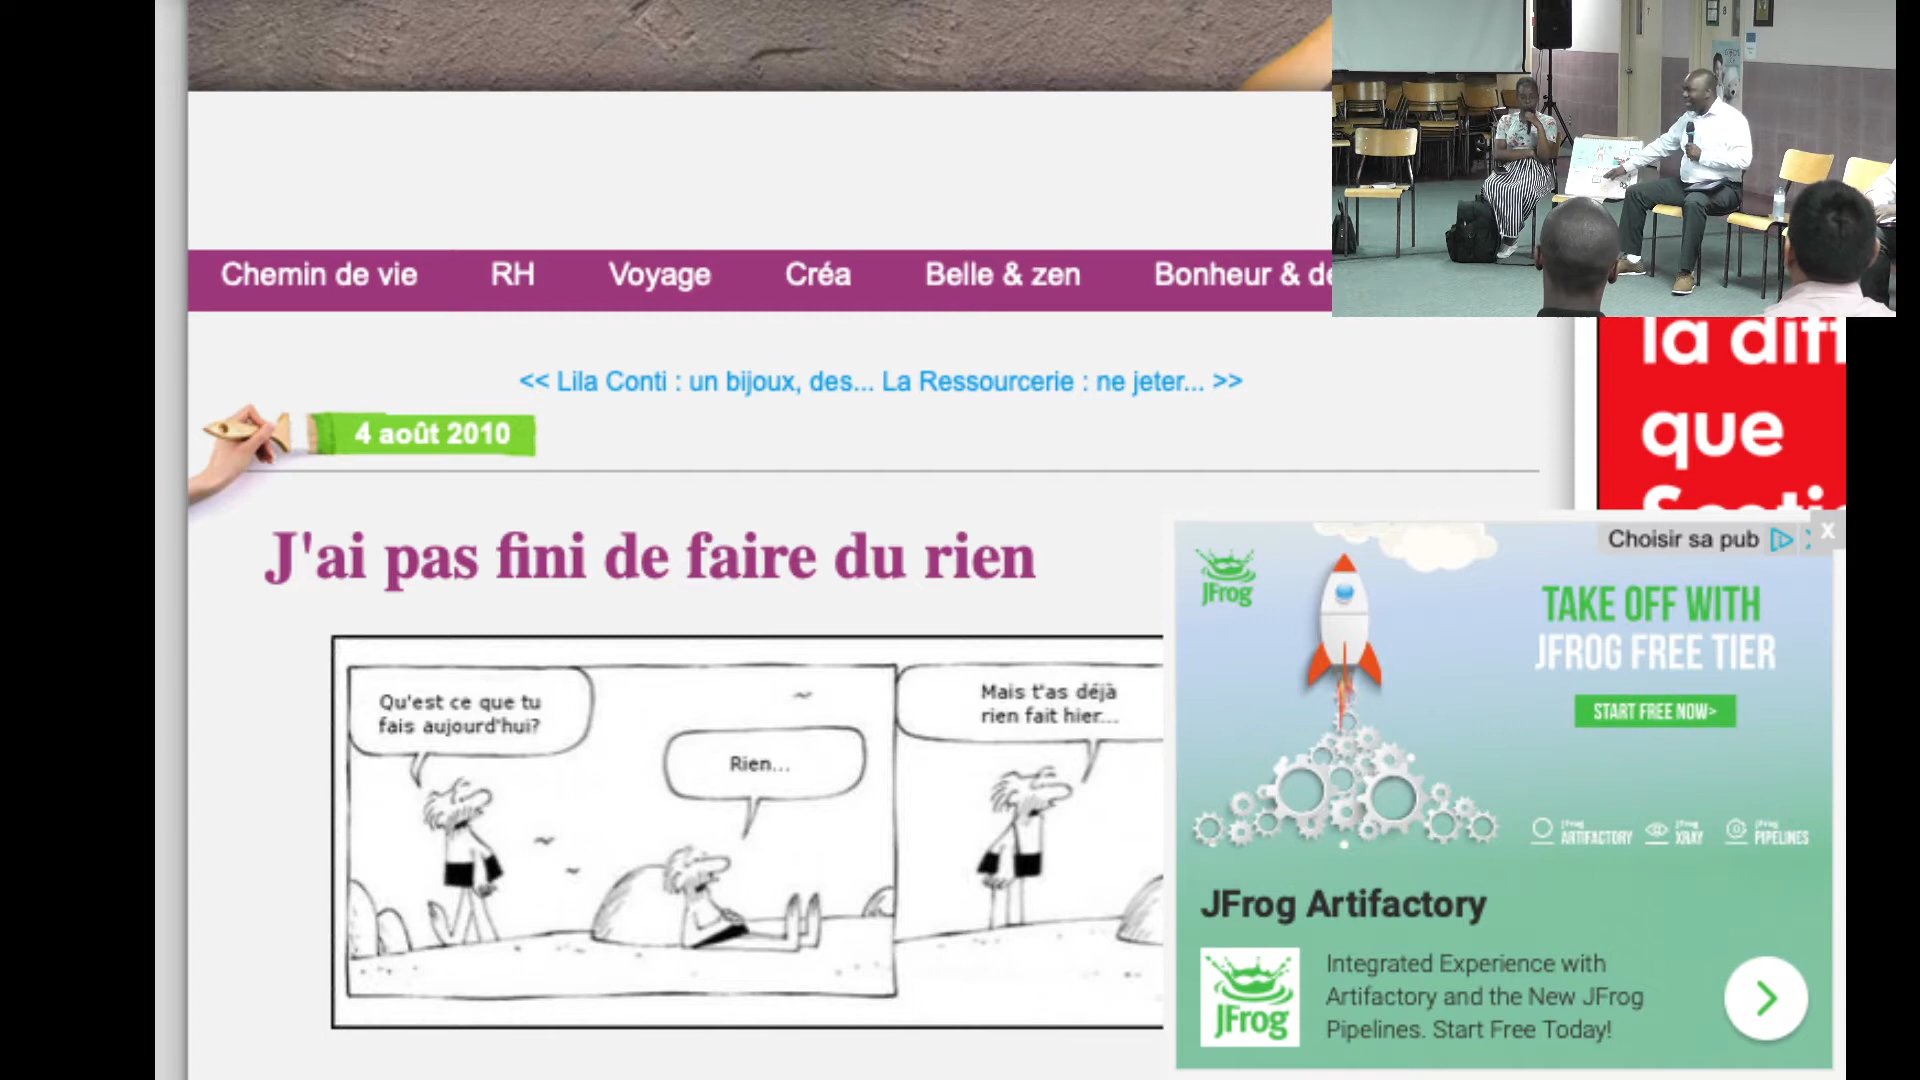 Chemin de vie RH Voyage Créa Belle & zen Bonheur & de
<< Lila Conti : un bijoux, des... La Ressourcerie : ne jeter... >>
4 août 2010
J'ai pas fini de faire du rien
Qu'est ce que tu
fais aujourd'hui?
Rien...
Mais t'as déjà
rien fait hier...
la diff
que
Choisir sa pub
X
JFrog
TAKE OFF WITH
JFROG FREE TIER
START FREE NOW>
JFrog
ARTIFACTORY
JFrog
XRAY
JFrog
PIPELINES
JFrog Artifactory
JFrog
Integrated Experience with
Artifactory and the New JFrog
Pipelines. Start Free Today!